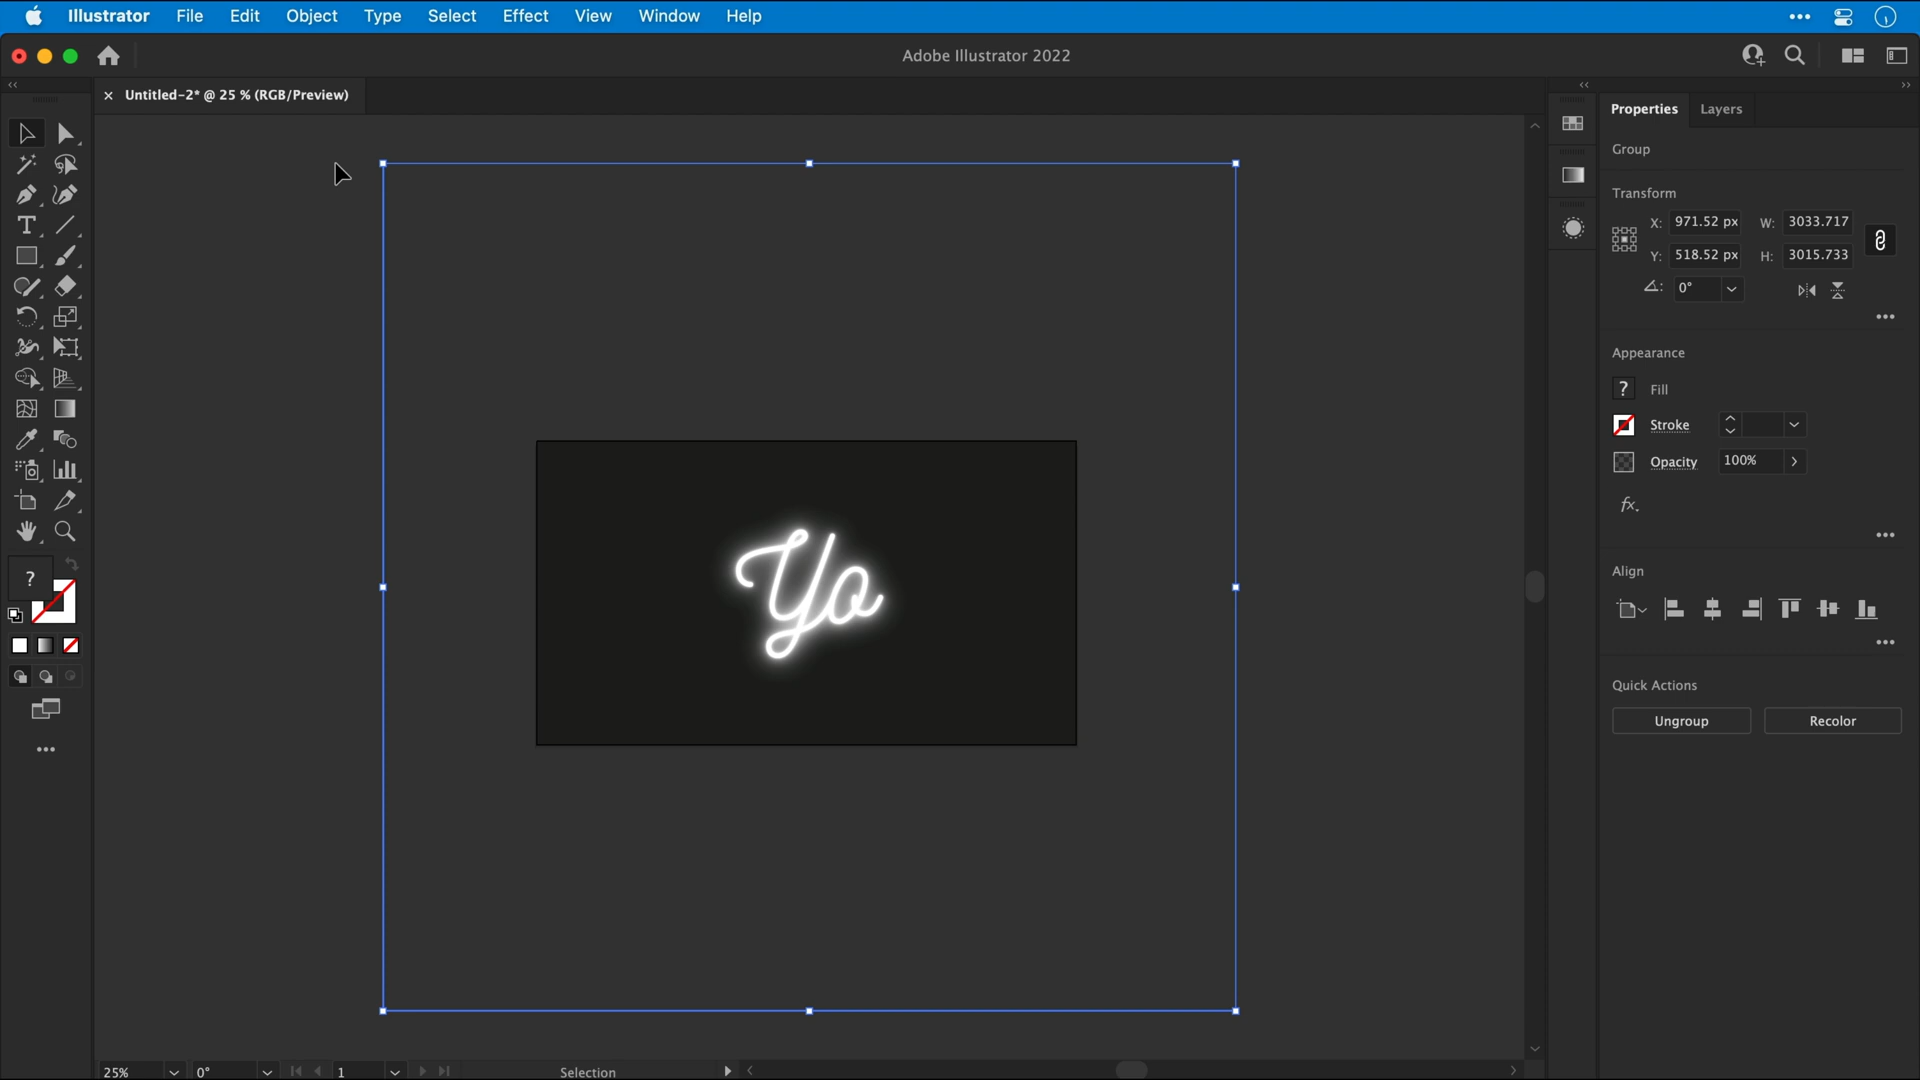 Illustrator File Edit Object Type Select Effect View Window Help
Adobe Illustrator 2022
Untitled-2* @ 25 % (RGB/Preview)
Properties Layers
Group
Transform
X: 971.52 px W: 3033.717
Y: 518.52 px H: 3015.733
0°
Appearance
? Fill
Stroke
Opacity 100%
fx.
Align
Quick Actions
Ungroup Recolor
Yo
?
25% 0° 1 Selection